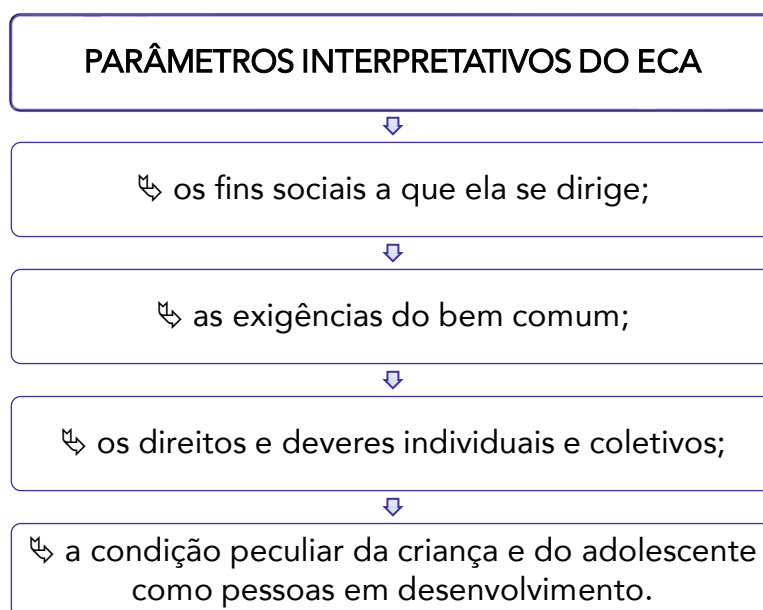 PARÂMETROS INTERPRETATIVOS DO ECA
↳ os fins sociais a que ela se dirige;
↳ as exigências do bem comum;
↳ os direitos e deveres individuais e coletivos;
↳ a condição peculiar da criança e do adolescente
como pessoas em desenvolvimento.